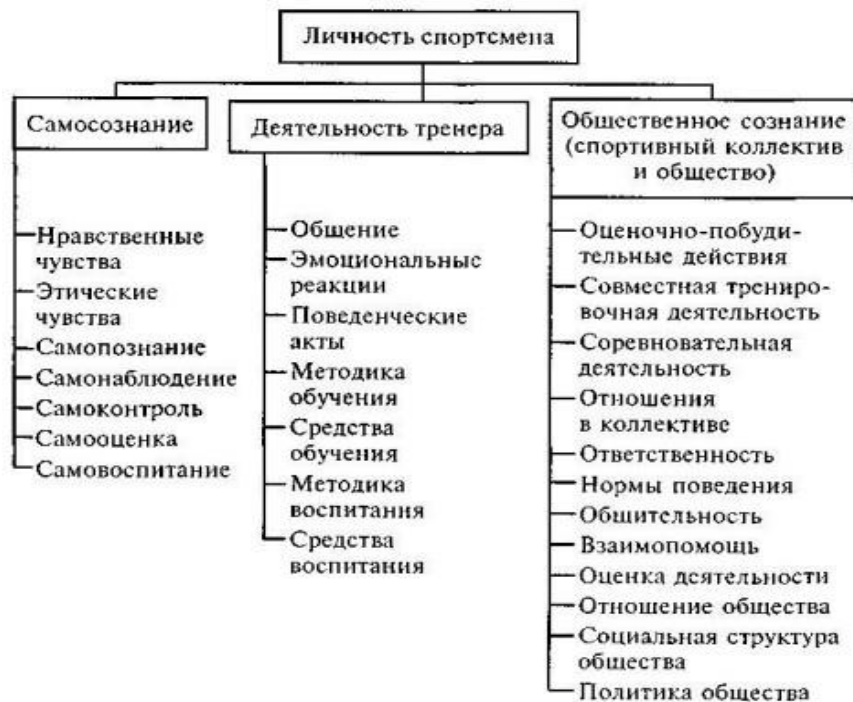 Личность спортсмена
Самосознание
Нравственные
чувства
Этические
чувства
Самопознание
Самонаблюдение
Самоконтроль
Самооценка
Самовоспитание
Деятельность тренера
Общение
Эмоциональные
реакции
Поведенческие
акты
Методика
обучения
Средства
обучения
Методика
воспитания
Средства
воспитания
Общественное сознание
(спортивный коллектив
и общество)
Оценочно-побуди-
тельные действия
Совместная трениро-
вочная деятельность
Соревновательная
деятельность
Отношения
в коллективе
Ответственность
Нормы поведения
Общительность
Взаимопомощь
Оценка деятельности
Отношение общества
Социальная структура
общества
Политика общества